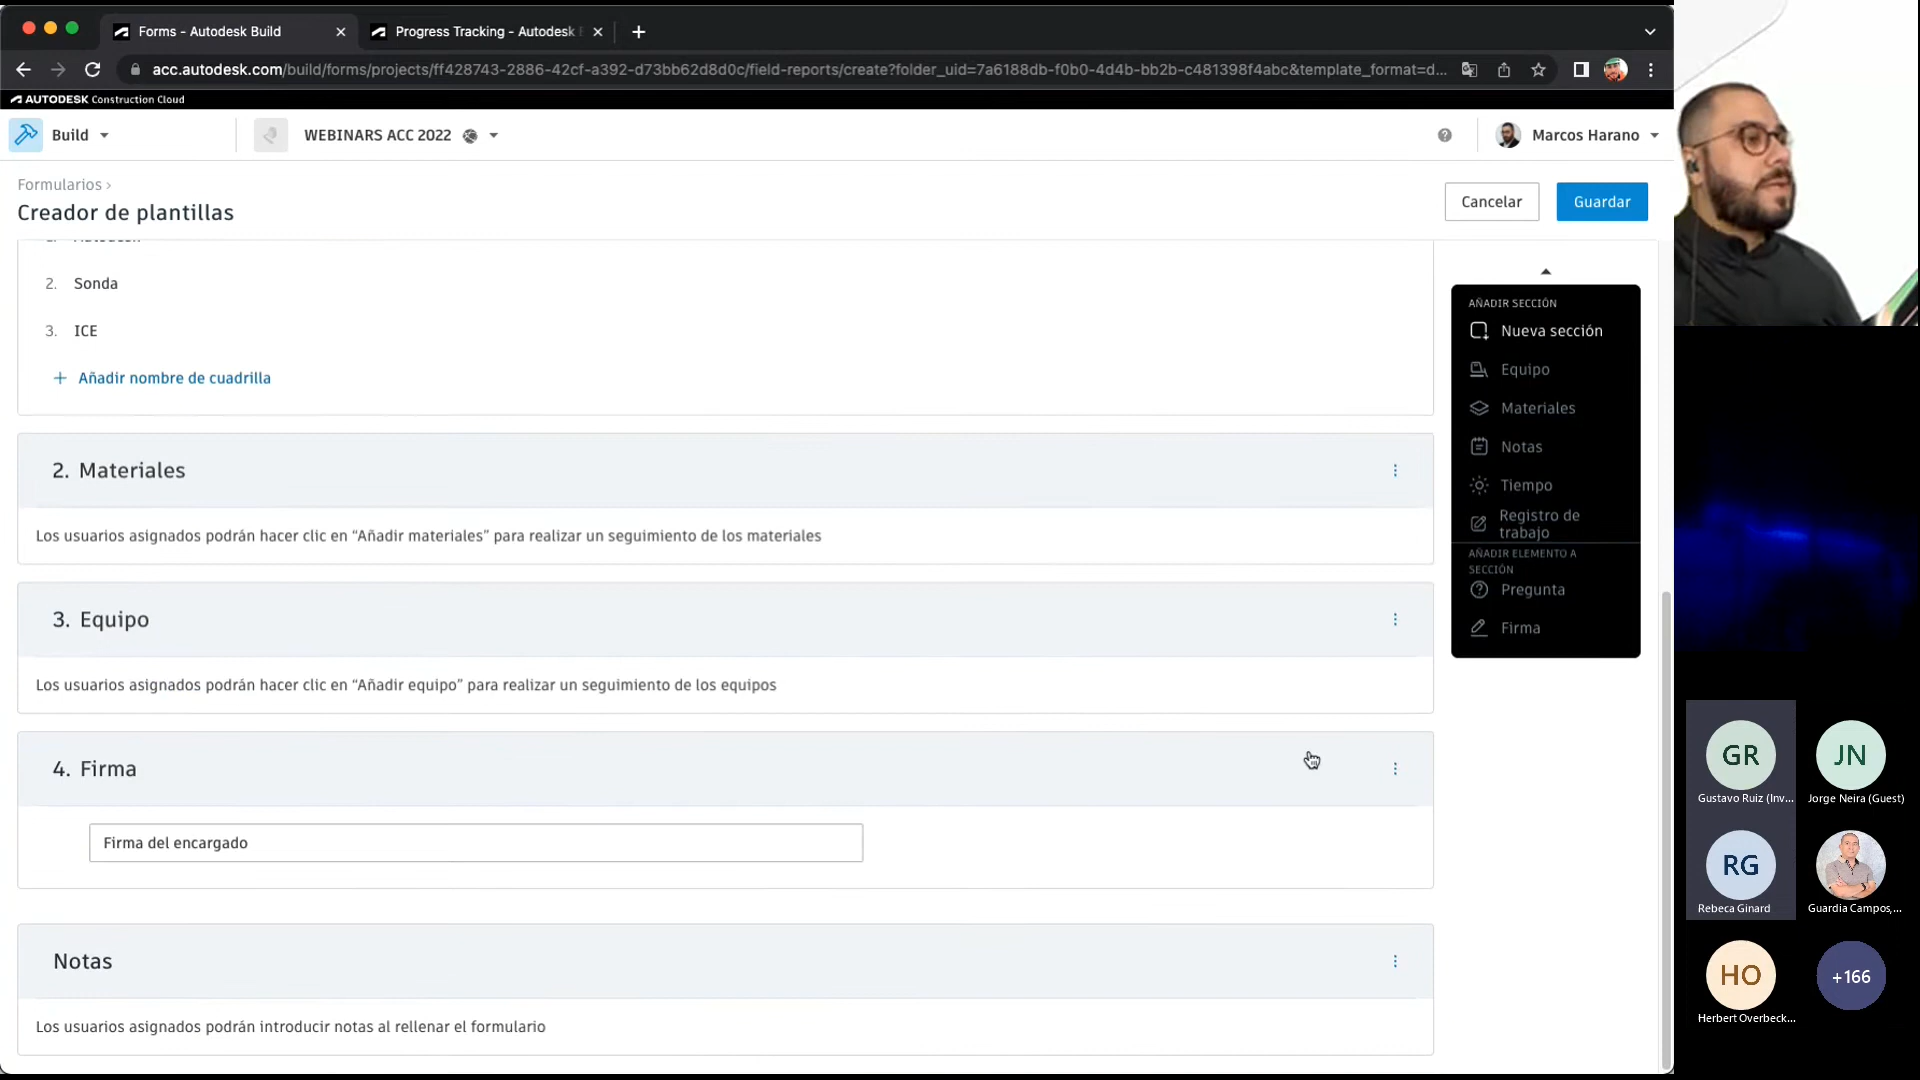 Forms - Autodesk Build
Progress Tracking - Autodesk
acc.autodesk.com/build/forms/projects/ff428743-2886-42cf-a392-d73bb62d8d0c/field-reports/create?folder_uid=7a6188db-f0b0-4d4b-bb2b-c481398f4abc&template_format=d...
AUTODESK Construction Cloud
Build
WEBINARS ACC 2022
Marcos Harano
Formularios ›
Creador de plantillas
Cancelar
Guardar
2. Sonda
3. ICE
+ Añadir nombre de cuadrilla
2. Materiales
Los usuarios asignados podrán hacer clic en “Añadir materiales” para realizar un seguimiento de los materiales
3. Equipo
Los usuarios asignados podrán hacer clic en “Añadir equipo” para realizar un seguimiento de los equipos
4. Firma
Firma del encargado
Notas
Los usuarios asignados podrán introducir notas al rellenar el formulario
AÑADIR SECCIÓN
Nueva sección
Equipo
Materiales
Notas
Tiempo
Registro de
trabajo
AÑADIR ELEMENTO A
SECCIÓN
Pregunta
Firma
GR
Gustavo Ruiz (Inv...
JN
Jorge Neira (Guest)
RG
Rebeca Ginard
Guardia Campos,...
HO
Herbert Overbeck...
+166